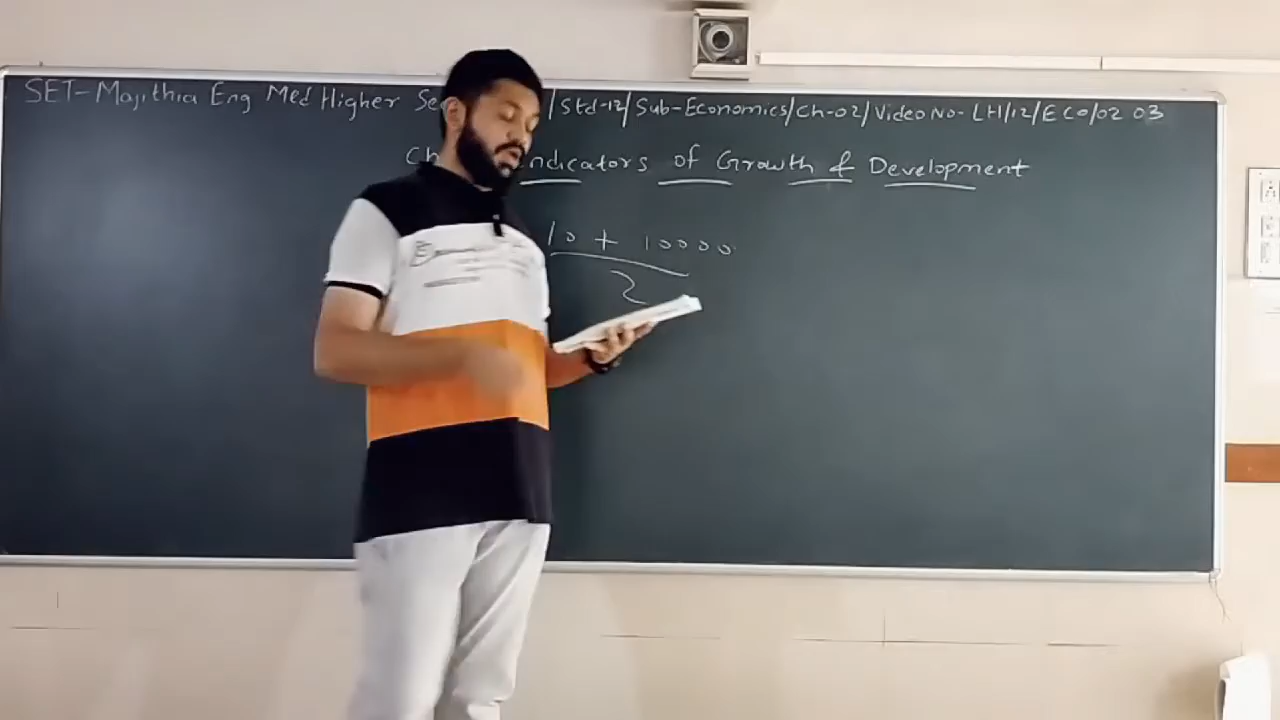 SET-Majithia Eng Med Higher Se /Std-12/Sub-Economics/Ch-02/Video No- LH/12/ECO/02 03
Ch ndicators of Growth & Development
10 + 10000
2